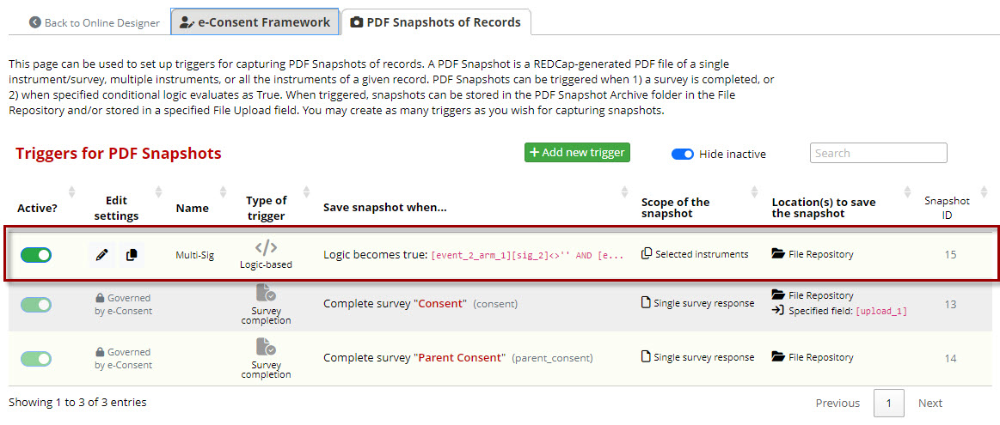 Back to Online Designer
e-Consent Framework
PDF Snapshots of Records
This page can be used to set up triggers for capturing PDF Snapshots of records. A PDF Snapshot is a REDCap-generated PDF file of a single
instrument/survey, multiple instruments, or all the instruments of a given record. PDF Snapshots can be triggered when 1) a survey is completed, or
2) when specified conditional logic evaluates as True. When triggered, snapshots can be stored in the PDF Snapshot Archive folder in the File
Repository and/or stored in a specified File Upload field. You may create as many triggers as you wish for capturing snapshots.
Triggers for PDF Snapshots
+ Add new trigger
Hide inactive
Search
Active?
Edit
settings
Name
Type of
trigger
Save snapshot when...
Scope of the
snapshot
Location(s) to save
the snapshot
Snapshot
ID
Multi-Sig
Logic-based
Logic becomes true: [event_2_arm_1][sig_2]<>'' AND [e...
Selected instruments
File Repository
15
Governed
by e-Consent
Survey
completion
Complete survey "Consent" (consent)
Single survey response
File Repository
Specified field: [upload_1]
13
Governed
by e-Consent
Survey
completion
Complete survey "Parent Consent" (parent_consent)
Single survey response
File Repository
14
Showing 1 to 3 of 3 entries
Previous
1
Next